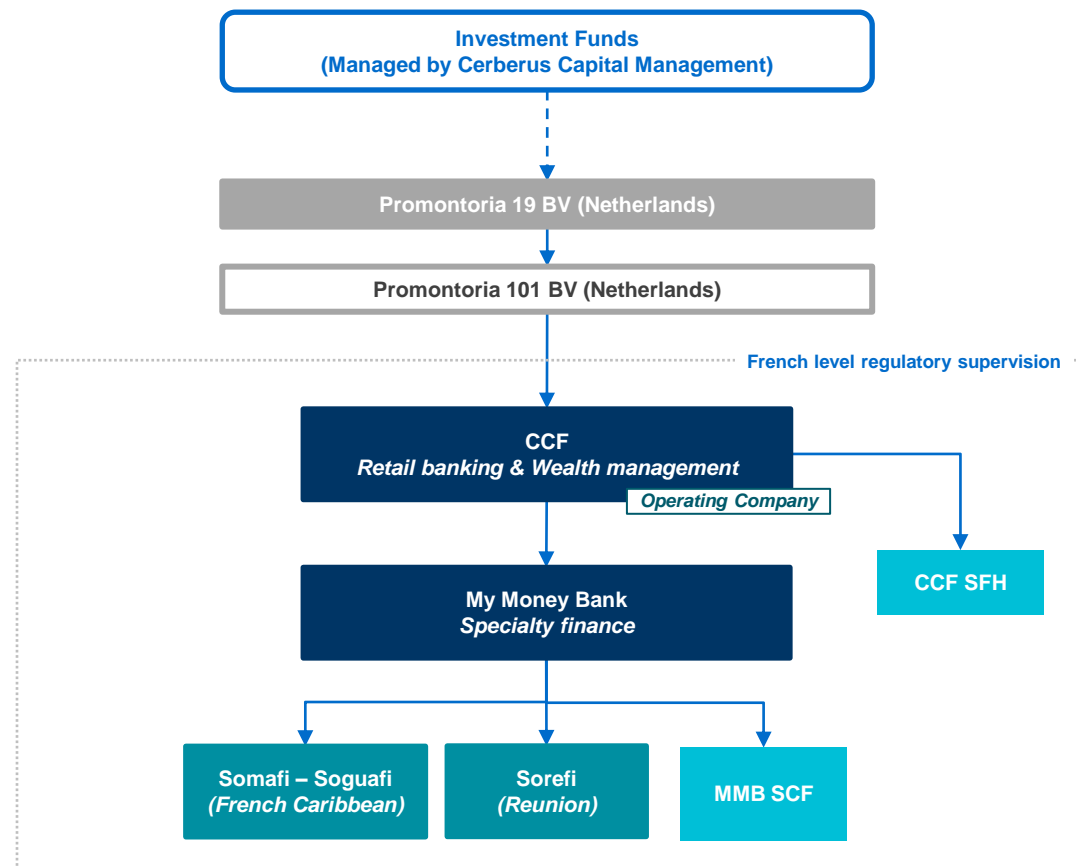 Investment Funds
(Managed by Cerberus Capital Management)
Promontoria 19 BV (Netherlands)
Promontoria 101 BV (Netherlands)
French level regulatory supervision
CCF
Retail banking & Wealth management
Operating Company
CCF SFH
My Money Bank
Specialty finance
Somafi – Soguafi
(French Caribbean)
Sorefi
(Reunion)
MMB SCF